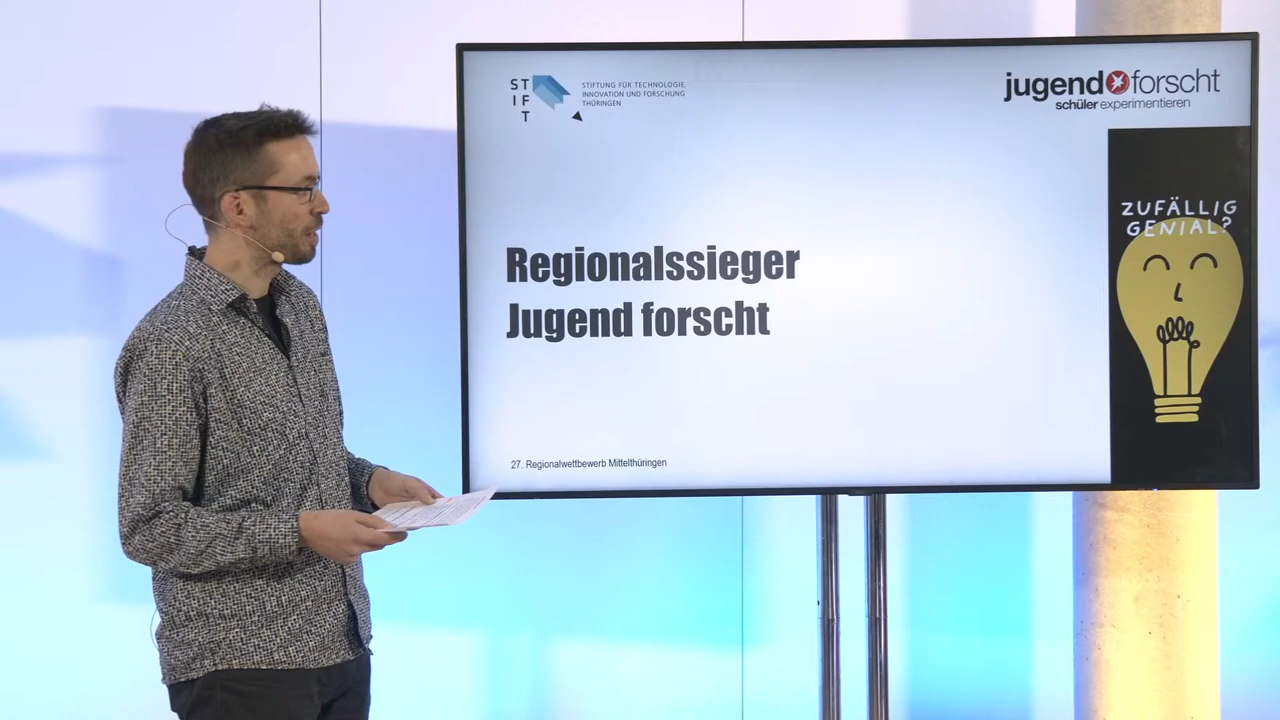 ST
IF
T
STIFTUNG FÜR TECHNOLOGIE
INNOVATION UND FORSCHUNG
THÜRINGEN
jugend forscht
schüler experimentieren
ZUFÄLLIG
GENIAL?
Regionalssieger
Jugend forscht
27. Regionalwettbewerb Mittelthüringen